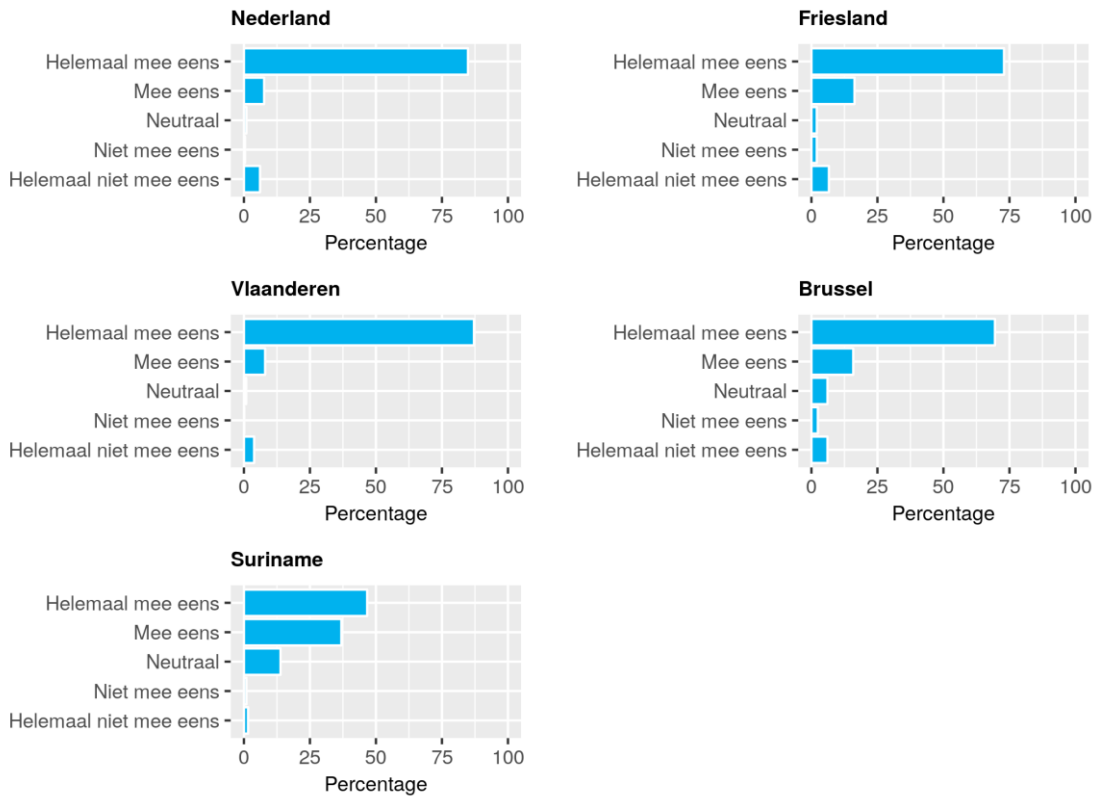 Nederland
Helemaal mee eens
Mee eens
Neutraal
Niet mee eens
Helemaal niet mee eens
0 25 50 75 100
Percentage
Friesland
Helemaal mee eens
Mee eens
Neutraal
Niet mee eens
Helemaal niet mee eens
0 25 50 75 100
Percentage
Vlaanderen
Helemaal mee eens
Mee eens
Neutraal
Niet mee eens
Helemaal niet mee eens
0 25 50 75 100
Percentage
Brussel
Helemaal mee eens
Mee eens
Neutraal
Niet mee eens
Helemaal niet mee eens
0 25 50 75 100
Percentage
Suriname
Helemaal mee eens
Mee eens
Neutraal
Niet mee eens
Helemaal niet mee eens
0 25 50 75 100
Percentage